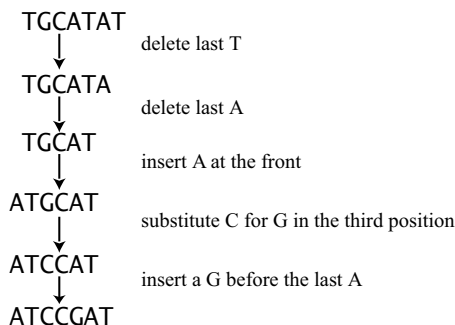 TGCATAT
delete last T
TGCATA
delete last A
TGCAT
insert A at the front
ATGCAT
substitute C for G in the third position
ATCCAT
insert a G before the last A
ATCCGAT